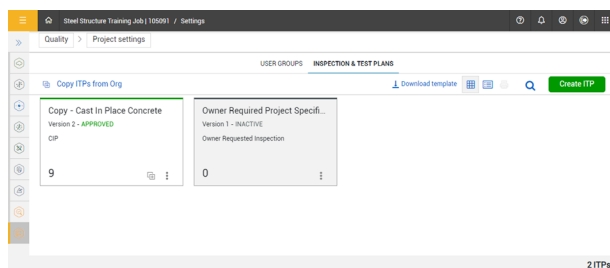 Steel Structure Training Job | 105091 / Settings
Quality > Project settings
USER GROUPS INSPECTION & TEST PLANS
Copy ITPs from Org
Download template
Create ITP
Copy - Cast In Place Concrete
Version 2 - APPROVED
CIP
9
Owner Required Project Specifi...
Version 1 - INACTIVE
Owner Requested Inspection
0
2 ITPs